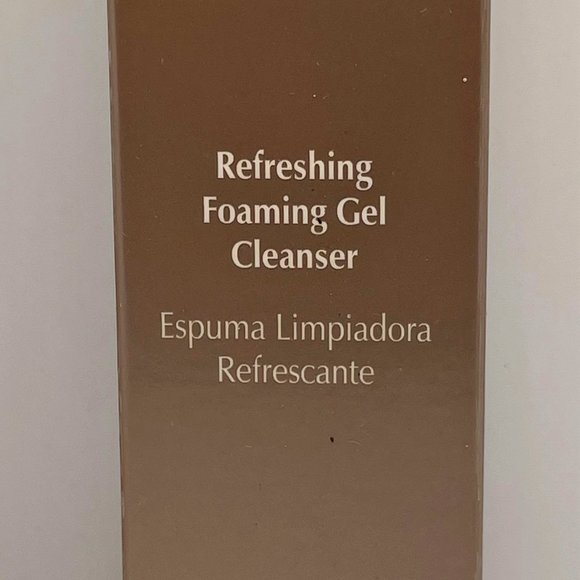 Refreshing
Foaming Gel
Cleanser
Espuma Limpiadora
Refrescante